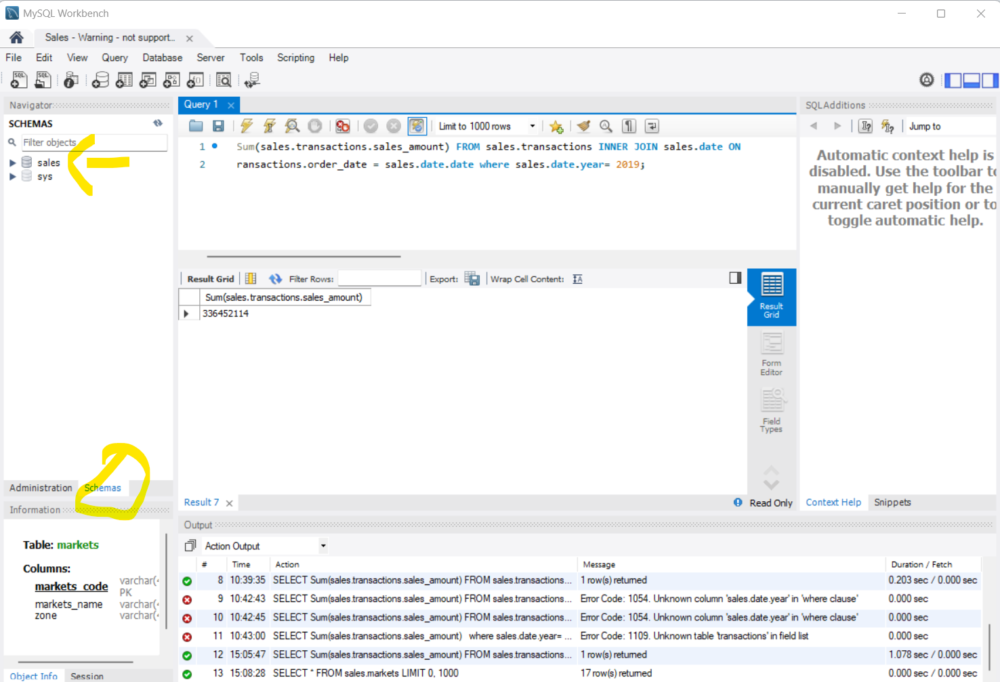 MySQL Workbench
Sales - Warning - not support...
File Edit View Query Database Server Tools Scripting Help
Navigator
SCHEMAS
Filter objects
sales
sys
Administration Schemas
Information
Table: markets
Columns:
markets_code varchar(
PK
markets_name varchar(
zone varchar(
Object Info Session
Query 1
Limit to 1000 rows
1 Sum(sales.transactions.sales_amount) FROM sales.transactions INNER JOIN sales.date ON
2 ransactions.order_date = sales.date.date where sales.date.year= 2019;
Result Grid Filter Rows: Export: Wrap Cell Content:
Sum(sales.transactions.sales_amount)
336452114
Result
Grid
Form
Editor
Field
Types
Result 7 Read Only
SQLAdditions
Jump to
Automatic context help is
disabled. Use the toolbar to
manually get help for the
current caret position or to
toggle automatic help.
Context Help Snippets
Output
Action Output
# Time Action Message Duration / Fetch
8 10:39:35 SELECT Sum(sales.transactions.sales_amount) FROM sales.transactions... 1 row(s) returned 0.203 sec / 0.000 sec
9 10:42:43 SELECT Sum(sales.transactions.sales_amount) FROM sales.transactions... Error Code: 1054. Unknown column 'sales.date.year' in 'where clause' 0.000 sec
10 10:42:45 SELECT Sum(sales.transactions.sales_amount) FROM sales.transactions... Error Code: 1054. Unknown column 'sales.date.year' in 'where clause' 0.000 sec
11 10:43:00 SELECT Sum(sales.transactions.sales_amount) where sales.date.year= ... Error Code: 1109. Unknown table 'transactions' in field list 0.000 sec
12 15:05:47 SELECT Sum(sales.transactions.sales_amount) FROM sales.transactions... 1 row(s) returned 1.078 sec / 0.000 sec
13 15:08:28 SELECT * FROM sales.markets LIMIT 0, 1000 17 row(s) returned 0.000 sec / 0.000 sec